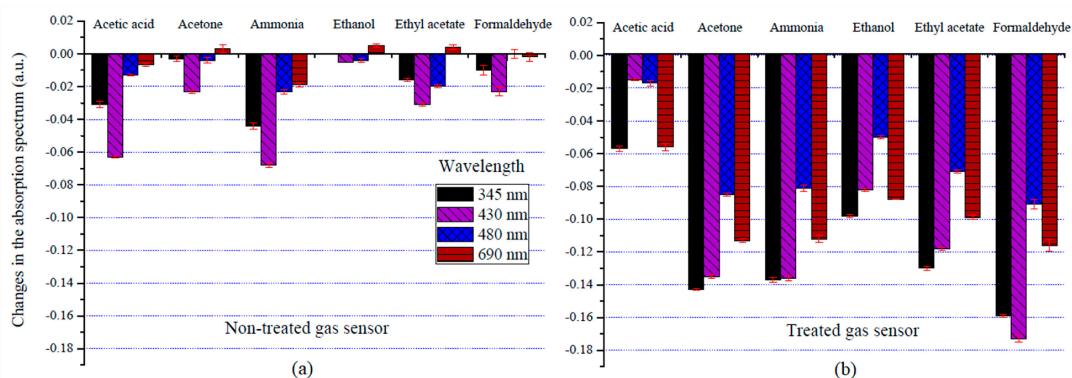 Acetic acid Acetone Ammonia Ethanol Ethyl acetate Formaldehyde
0.02
0.00
-0.02
-0.04
-0.06
-0.08
-0.10
-0.12
-0.14
-0.16
-0.18
Changes in the absorption spectrum (a.u.)
Wavelength
345 nm
430 nm
480 nm
690 nm
Non-treated gas sensor
(a)
Acetic acid Acetone Ammonia Ethanol Ethyl acetate Formaldehyde
0.02
0.00
-0.02
-0.04
-0.06
-0.08
-0.10
-0.12
-0.14
-0.16
-0.18
Treated gas sensor
(b)